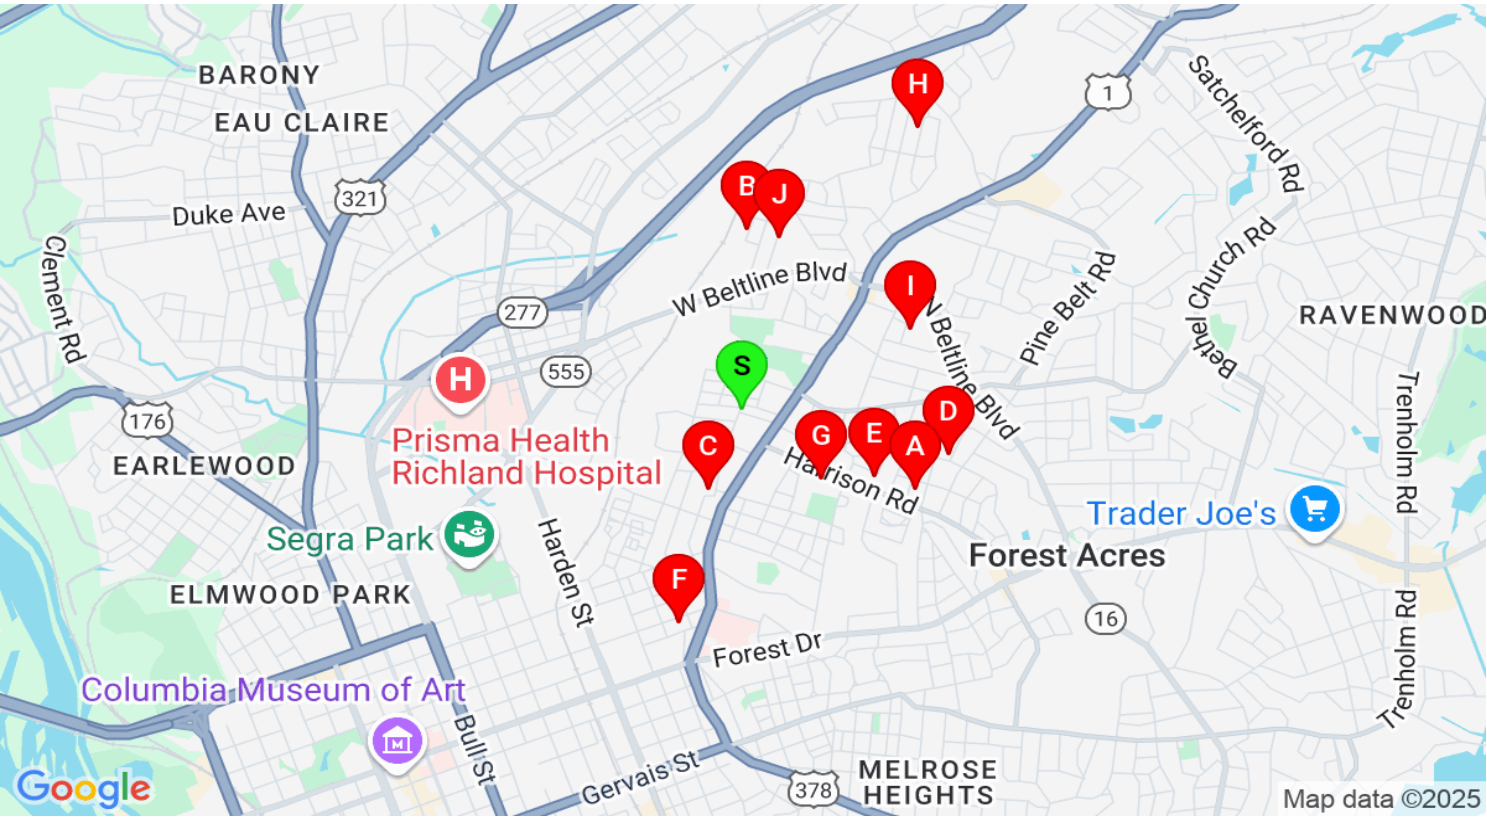 BARONY
EAU CLAIRE
H
1
Satchelford Rd
321
B
J
Duke Ave
Clement Rd
Bethel Church Rd
W Beltline Blvd
I
N Beltline Blvd
Pine Belt Rd
RAVENWOOD
277
S
555
H
176
Prisma Health
Richland Hospital
C
G
E
A
D
Harrison Rd
Trenholm Rd
EARLEWOOD
Segra Park
Trader Joe's
Forest Acres
Harden St
ELMWOOD PARK
F
16
Forest Dr
Trenholm Rd
Columbia Museum of Art
M
Bull St
Gervais St
378
MELROSE
HEIGHTS
Google
Map data ©2025